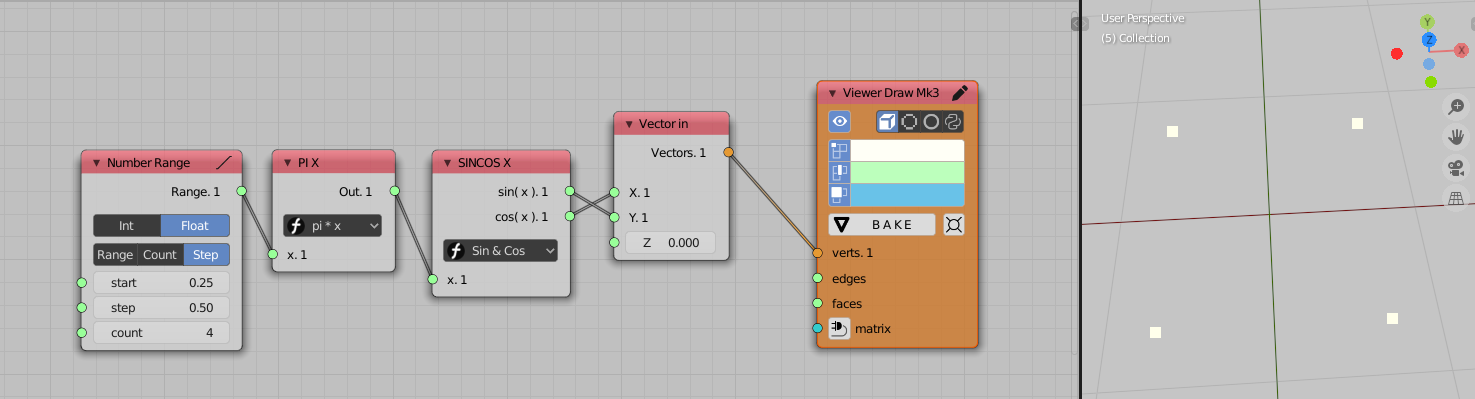 Number Range
Range. 1
Int Float
Range Count Step
start 0.25
step 0.50
count 4
PI X
Out. 1
pi * x
x. 1
SINCOS X
sin( x ). 1
cos( x ). 1
Sin & Cos
x. 1
Vector in
Vectors. 1
X. 1
Y. 1
Z 0.000
Viewer Draw Mk3
BAKE
verts. 1
edges
faces
matrix
User Perspective
(5) Collection
Y
Z
X